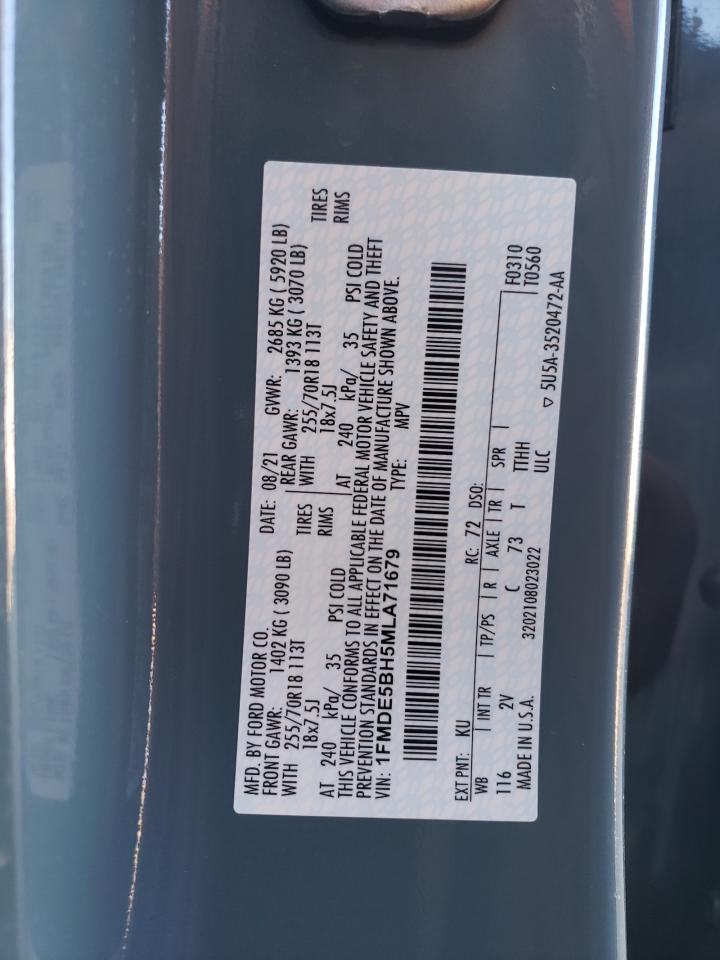 MFD. BY FORD MOTOR CO.
DATE: 08/21 GVWR: 2685 KG ( 5920 LB)
FRONT GAWR: 1402 KG ( 3090 LB)
REAR GAWR: 1393 KG ( 3070 LB)
WITH 255/70R18 113T TIRES
WITH 255/70R18 113T TIRES
18x7.5J RIMS
18x7.5J RIMS
AT 240 kPa/ 35 PSI COLD
AT 240 kPa/ 35 PSI COLD
THIS VEHICLE CONFORMS TO ALL APPLICABLE FEDERAL MOTOR VEHICLE SAFETY AND THEFT
PREVENTION STANDARDS IN EFFECT ON THE DATE OF MANUFACTURE SHOWN ABOVE.
VIN: 1FMDE5BH5MLA71679 TYPE: MPV
EXT PNT: KU RC: 72 DSO:
WB INT TR TP/PS R AXLE TR SPR F0310
116 2V C 73 T TTHH T0560
MADE IN U.S.A. 3202108023022 ULC ▽ 5U5A-3520472-AA